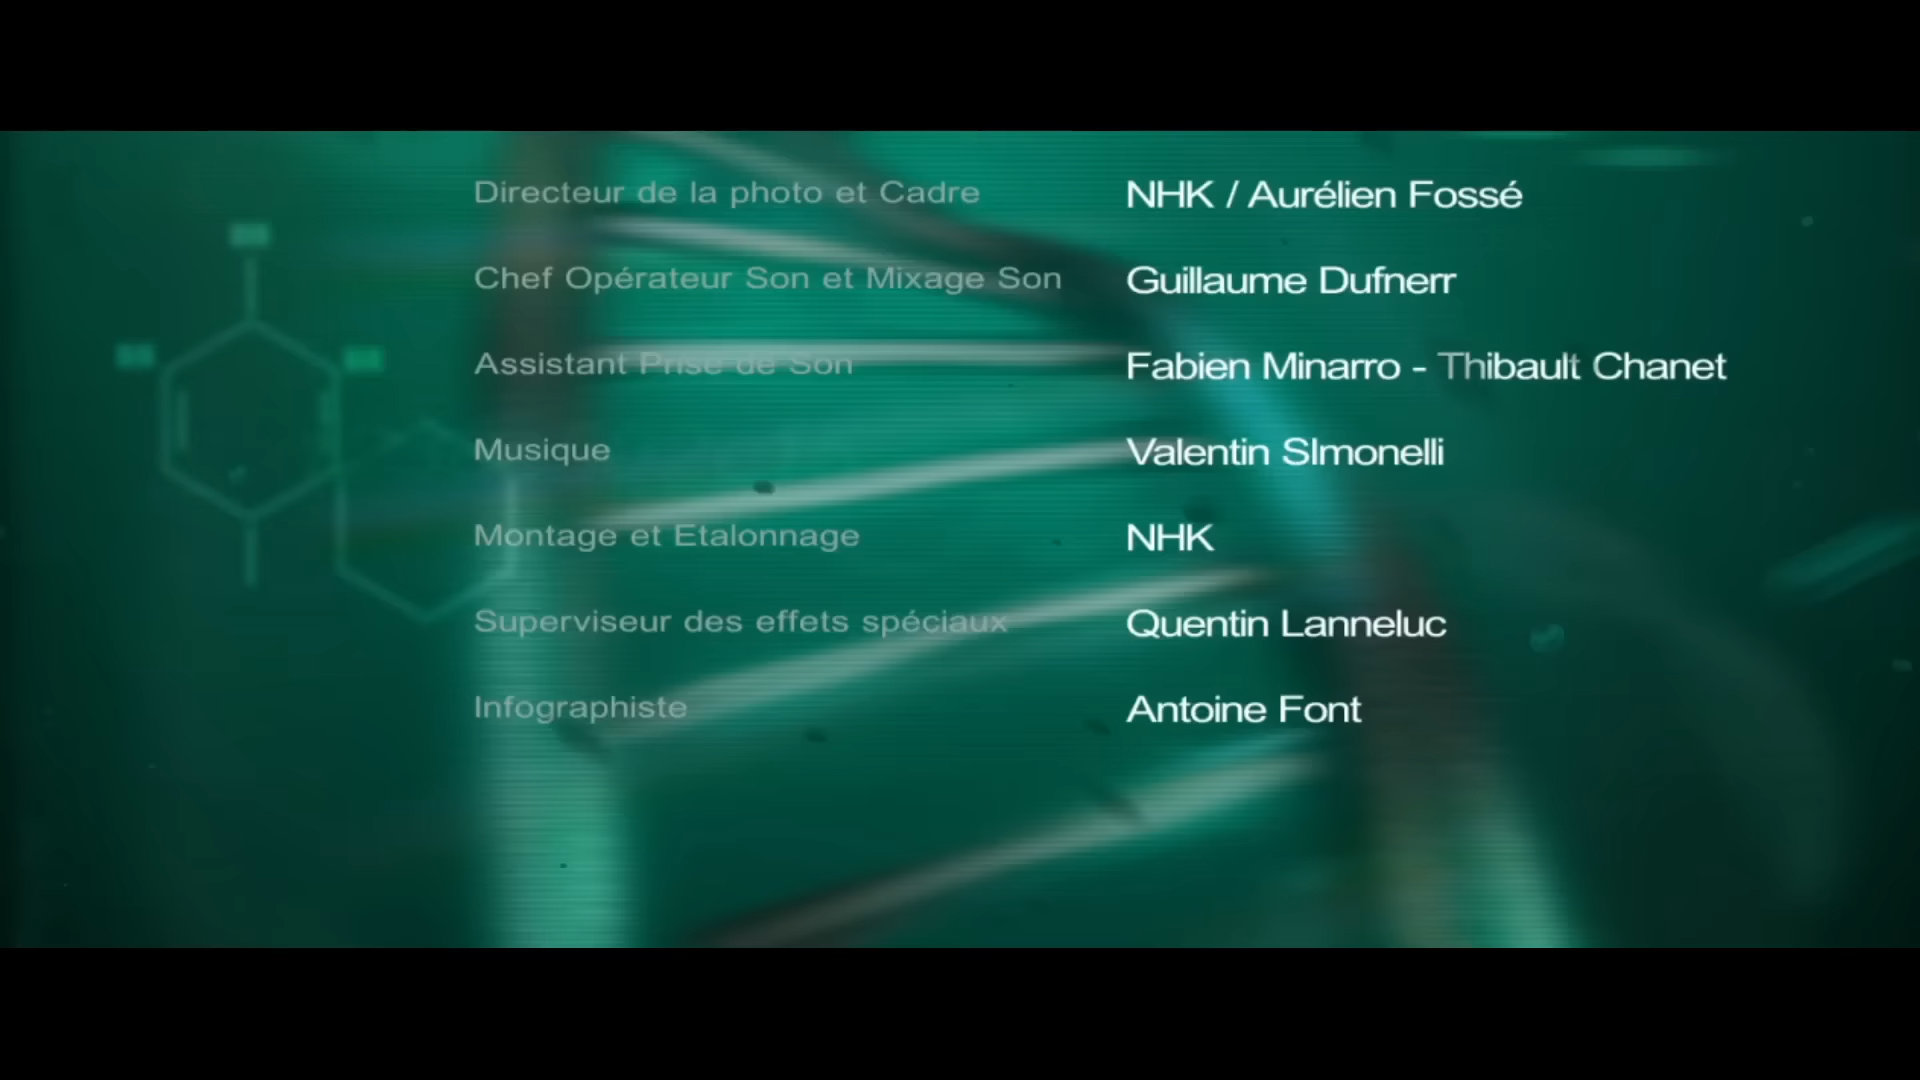 Directeur de la photo et Cadre NHK / Aurélien Fossé
Chef Opérateur Son et Mixage Son Guillaume Dufnerr
Assistant Prise de Son Fabien Minarro - Thibault Chanet
Musique Valentin SImonelli
Montage et Etalonnage NHK
Superviseur des effets spéciaux Quentin Lanneluc
Infographiste Antoine Font